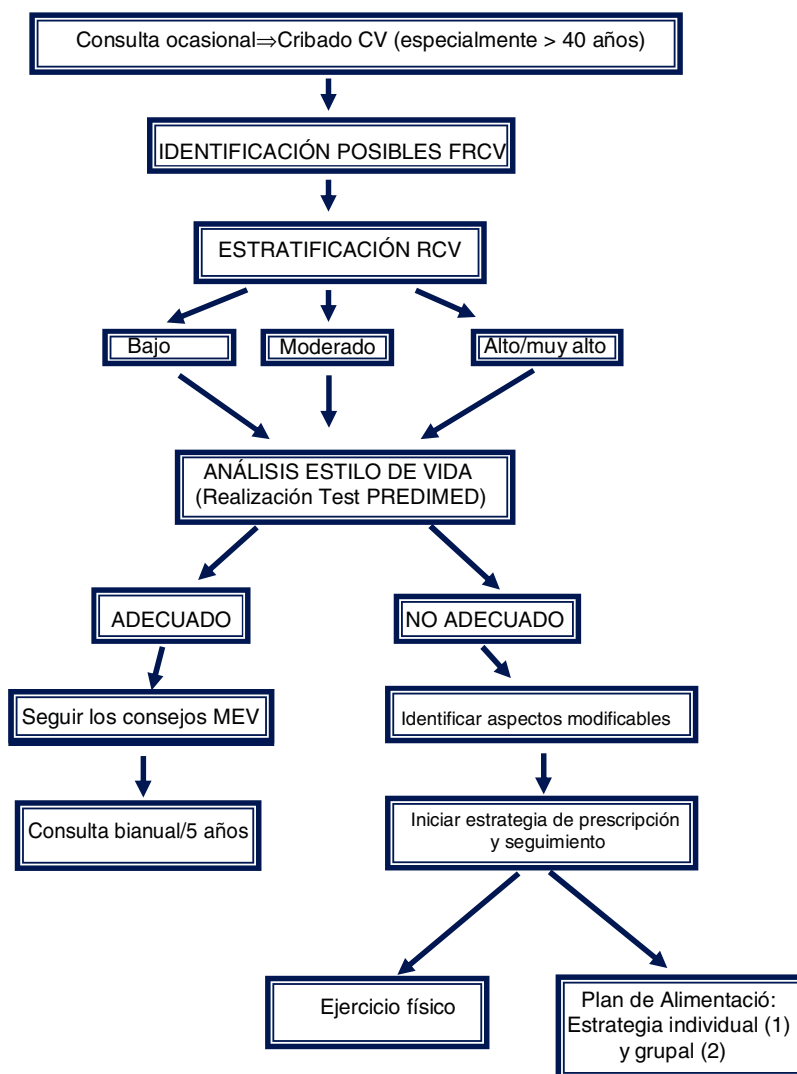 Consulta ocasional⇒Cribado CV (especialmente > 40 años)
IDENTIFICACIÓN POSIBLES FRCV
ESTRATIFICACIÓN RCV
Bajo
Moderado
Alto/muy alto
ANÁLISIS ESTILO DE VIDA
(Realización Test PREDIMED)
ADECUADO
NO ADECUADO
Seguir los consejos MEV
Identificar aspectos modificables
Consulta bianual/5 años
Iniciar estrategia de prescripción
y seguimiento
Ejercicio físico
Plan de Alimentació:
Estrategia individual (1)
y grupal (2)